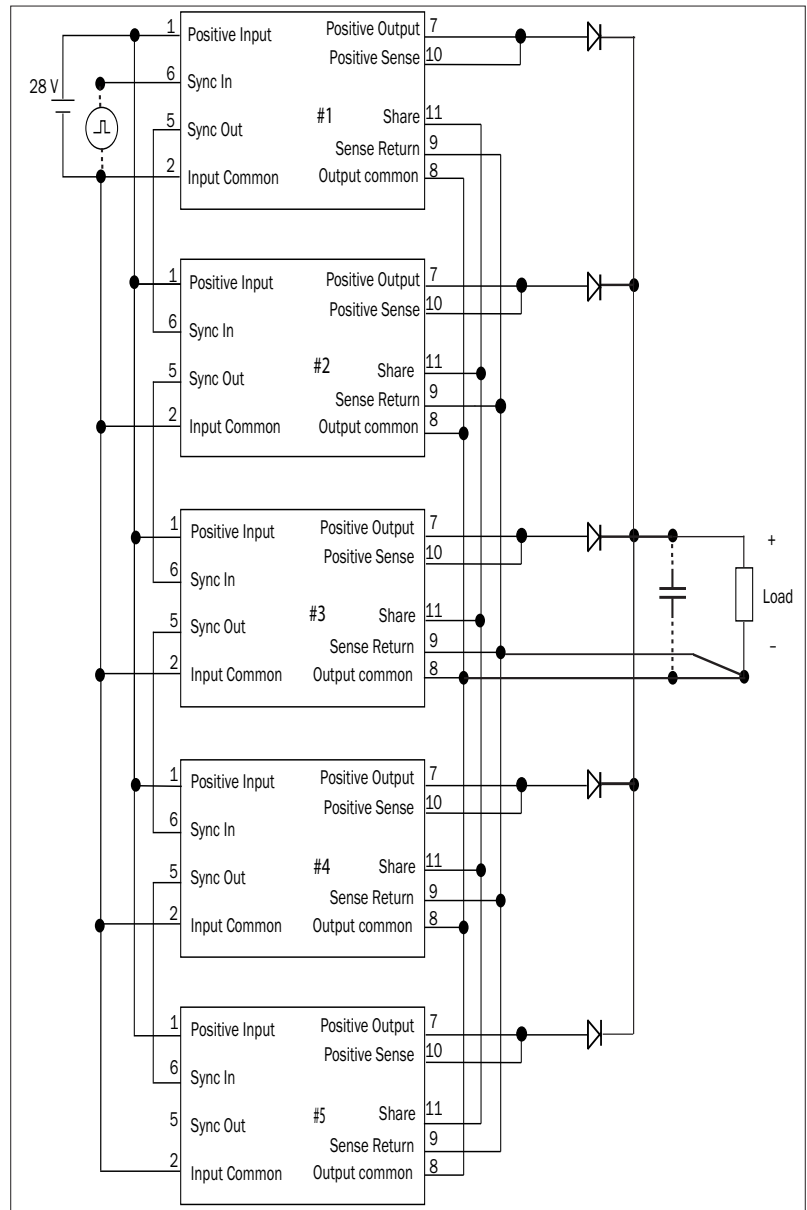 1 Positive Input Positive Output 7
Positive Sense 10
6 Sync In
28 V
5 Sync Out #1 Share 11
Sense Return 9
2 Input Common Output common 8
1 Positive Input Positive Output 7
Positive Sense 10
6 Sync In
5 Sync Out #2 Share 11
Sense Return 9
2 Input Common Output common 8
1 Positive Input Positive Output 7
Positive Sense 10
6 Sync In
+
Load
-
5 Sync Out #3 Share 11
Sense Return 9
2 Input Common Output common 8
1 Positive Input Positive Output 7
Positive Sense 10
6 Sync In
5 Sync Out #4 Share 11
Sense Return 9
2 Input Common Output common 8
1 Positive Input Positive Output 7
Positive Sense 10
6 Sync In
5 Sync Out #5 Share 11
Sense Return 9
2 Input Common Output common 8